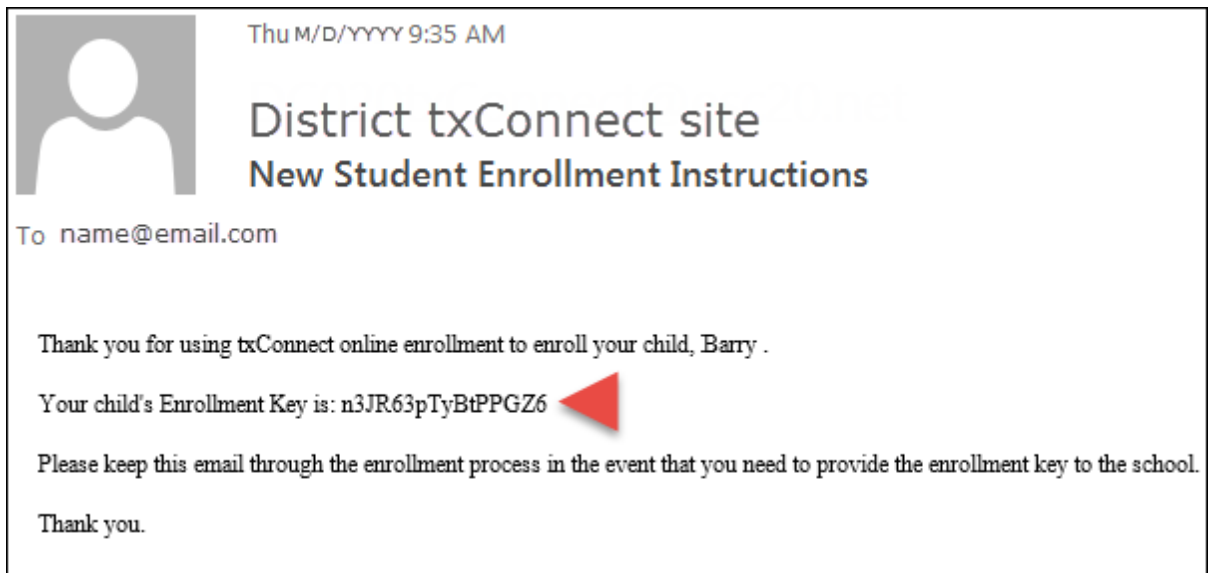 Thu M/D/YYYY 9:35 AM
District txConnect site
New Student Enrollment Instructions
To name@email.com
Thank you for using txConnect online enrollment to enroll your child, Barry .
Your child's Enrollment Key is: n3JR63pTyBtPPGZ6
Please keep this email through the enrollment process in the event that you need to provide the enrollment key to the school.
Thank you.